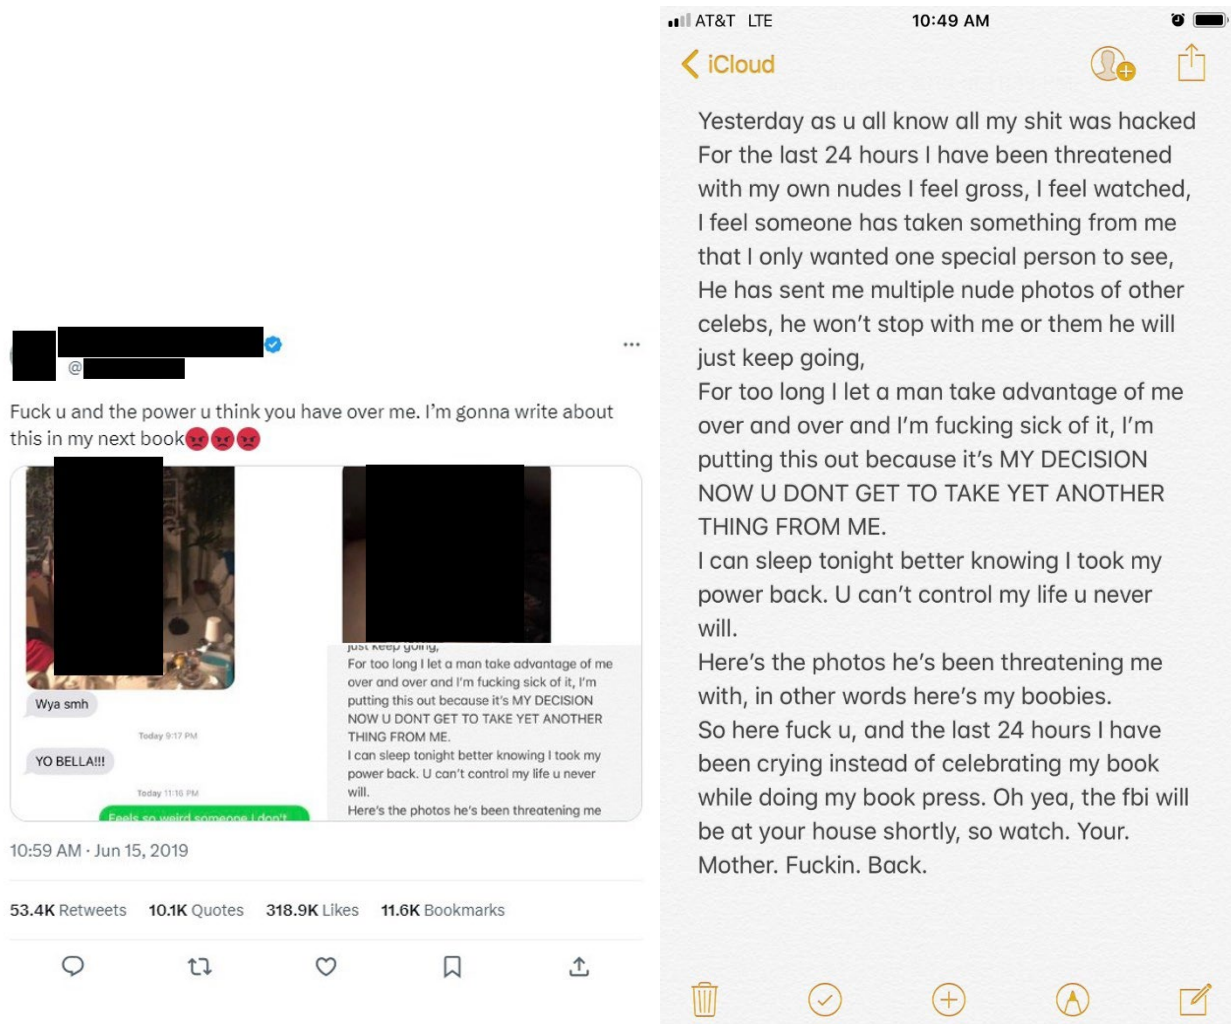 @
Fuck u and the power u think you have over me. I'm gonna write about
this in my next book😡😡😡
Wya smh
Today 9:17 PM
YO BELLA!!!
Today 11:16 PM
Feels so weird someone I don't
just keep going,
For too long I let a man take advantage of me
over and over and I'm fucking sick of it, I'm
putting this out because it's MY DECISION
NOW U DONT GET TO TAKE YET ANOTHER
THING FROM ME.
I can sleep tonight better knowing I took my
power back. U can't control my life u never
will.
Here's the photos he's been threatening me
10:59 AM · Jun 15, 2019
53.4K Retweets 10.1K Quotes 318.9K Likes 11.6K Bookmarks
AT&T LTE 10:49 AM
iCloud
Yesterday as u all know all my shit was hacked
For the last 24 hours I have been threatened
with my own nudes I feel gross, I feel watched,
I feel someone has taken something from me
that I only wanted one special person to see,
He has sent me multiple nude photos of other
celebs, he won't stop with me or them he will
just keep going,
For too long I let a man take advantage of me
over and over and I'm fucking sick of it, I'm
putting this out because it's MY DECISION
NOW U DONT GET TO TAKE YET ANOTHER
THING FROM ME.
I can sleep tonight better knowing I took my
power back. U can't control my life u never
will.
Here's the photos he's been threatening me
with, in other words here's my boobies.
So here fuck u, and the last 24 hours I have
been crying instead of celebrating my book
while doing my book press. Oh yea, the fbi will
be at your house shortly, so watch. Your.
Mother. Fuckin. Back.